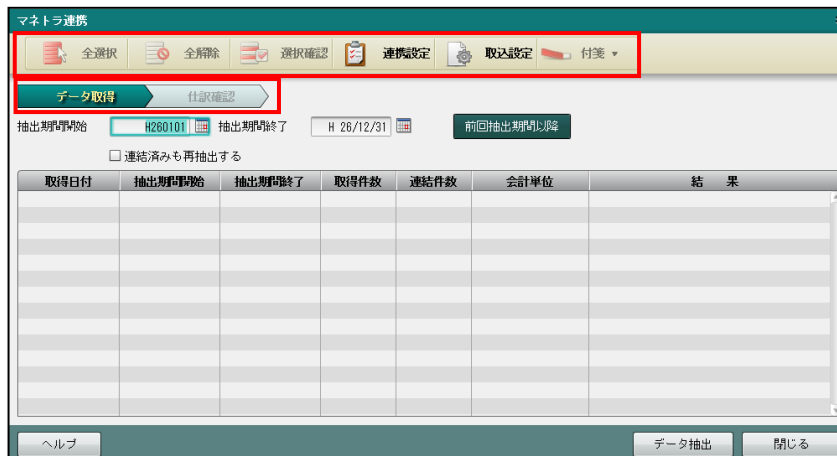 マネトラ連携
全選択 全解除 選択確認 連携設定 取込設定 付箋
データ取得 仕訳確認
抽出期間開始 H260101 抽出期間終了 H 26/12/31 前回抽出期間以降
連結済みも再抽出する
取得日付 抽出期間開始 抽出期間終了 取得件数 連結件数 会計単位 結 果
ヘルプ データ抽出 閉じる